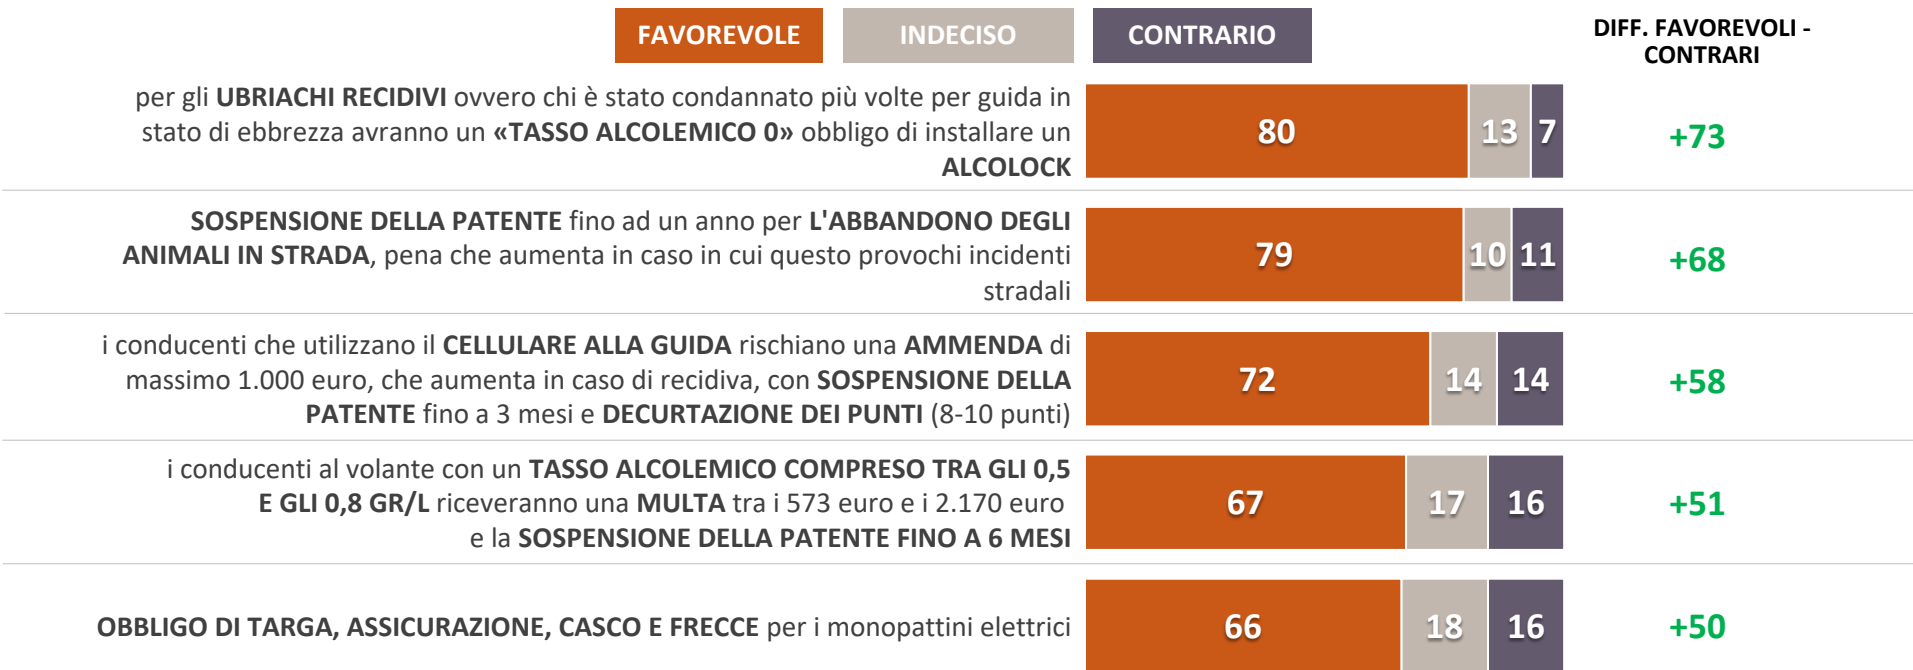 FAVOREVOLE INDECISO CONTRARIO DIFF. FAVOREVOLI -
CONTRARI
per gli UBRIACHI RECIDIVI ovvero chi è stato condannato più volte per guida in
stato di ebbrezza avranno un «TASSO ALCOLEMICO 0» obbligo di installare un
ALCOLOCK
80 13 7 +73
SOSPENSIONE DELLA PATENTE fino ad un anno per L'ABBANDONO DEGLI
ANIMALI IN STRADA, pena che aumenta in caso in cui questo provochi incidenti
stradali
79 10 11 +68
i conducenti che utilizzano il CELLULARE ALLA GUIDA rischiano una AMMENDA di
massimo 1.000 euro, che aumenta in caso di recidiva, con SOSPENSIONE DELLA
PATENTE fino a 3 mesi e DECURTAZIONE DEI PUNTI (8-10 punti)
72 14 14 +58
i conducenti al volante con un TASSO ALCOLEMICO COMPRESO TRA GLI 0,5
E GLI 0,8 GR/L riceveranno una MULTA tra i 573 euro e i 2.170 euro
e la SOSPENSIONE DELLA PATENTE FINO A 6 MESI
67 17 16 +51
OBBLIGO DI TARGA, ASSICURAZIONE, CASCO E FRECCE per i monopattini elettrici
66 18 16 +50